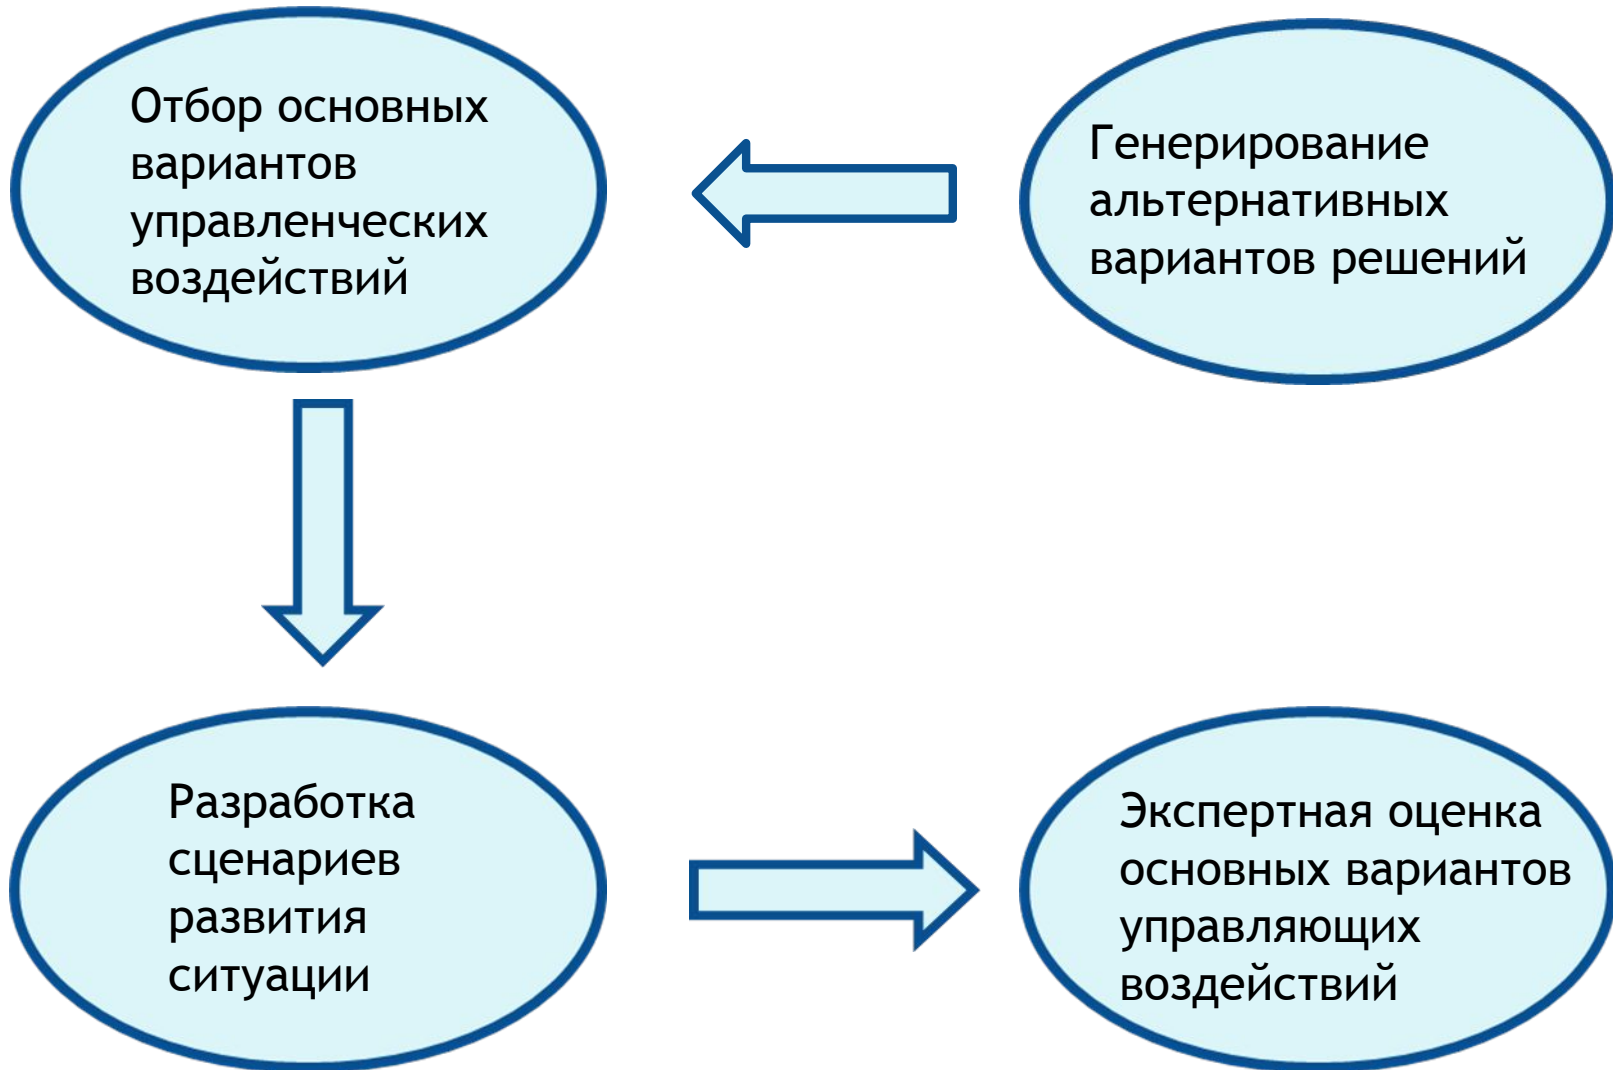 Отбор основных
вариантов
управленческих
воздействий
Генерирование
альтернативных
вариантов решений
Разработка
сценариев
развития
ситуации
Экспертная оценка
основных вариантов
управляющих
воздействий